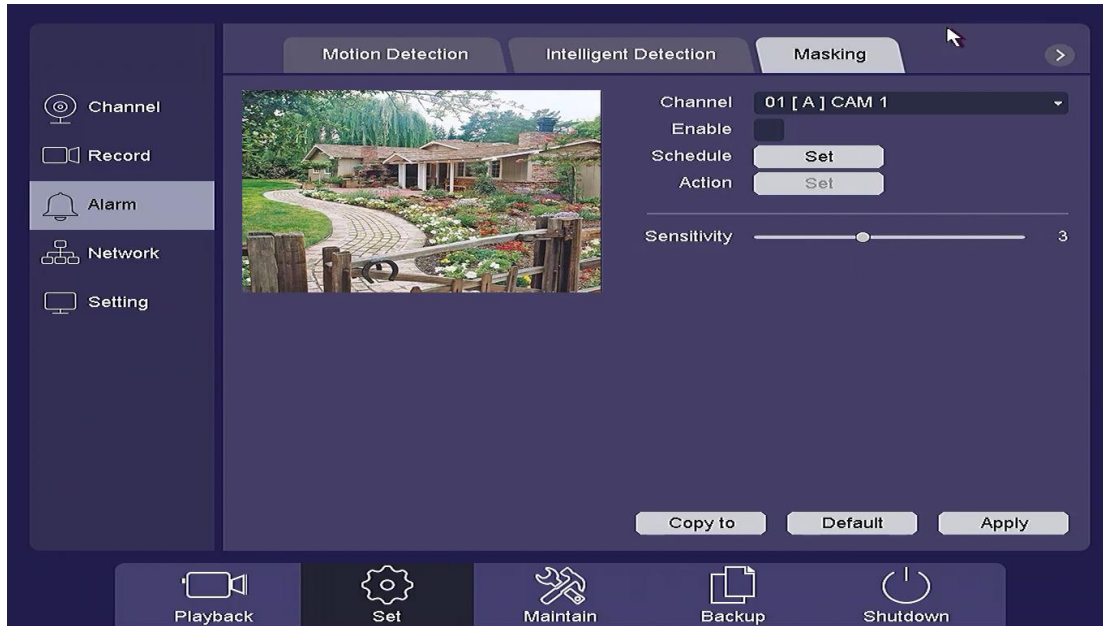 Motion Detection
Intelligent Detection
Masking
Channel
Record
Alarm
Network
Setting
Channel 01 [ A ] CAM 1
Enable
Schedule Set
Action Set
Sensitivity 3
Copy to Default Apply
Playback Set Maintain Backup Shutdown